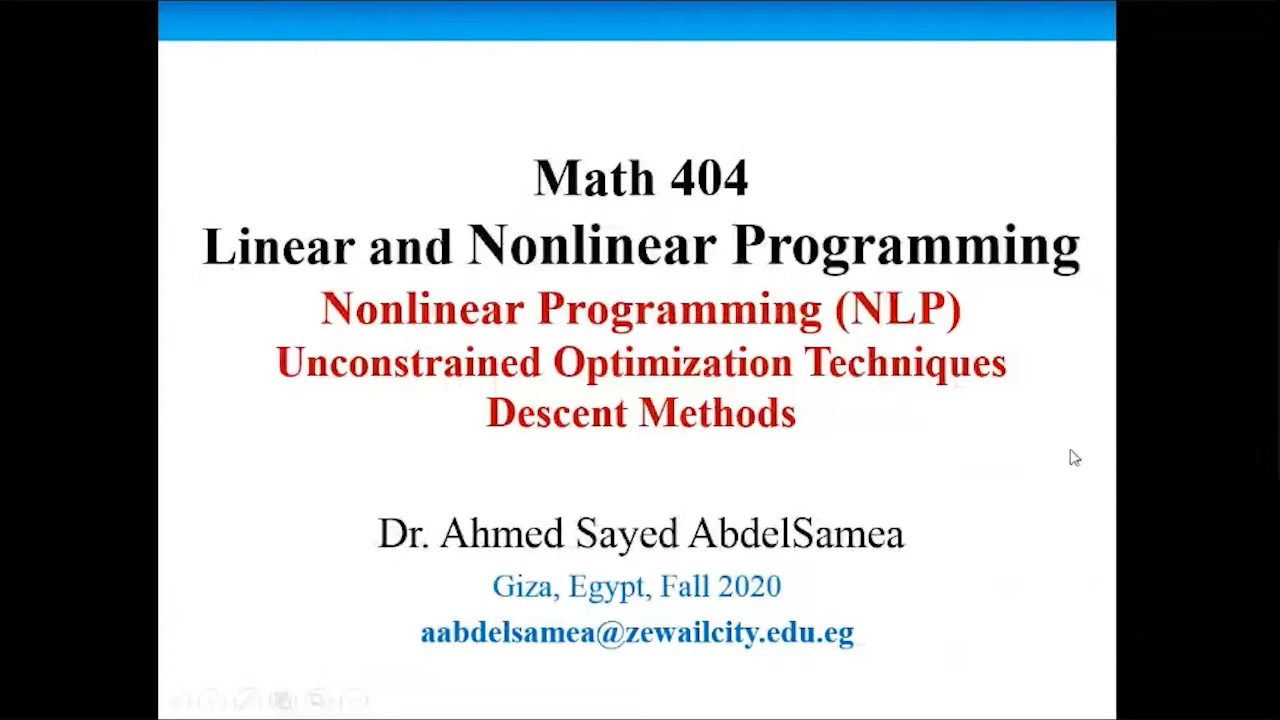 Math 404
Linear and Nonlinear Programming
Nonlinear Programming (NLP)
Unconstrained Optimization Techniques
Descent Methods
Dr. Ahmed Sayed AbdelSamea
Giza, Egypt, Fall 2020
aabdelsamea@zewailcity.edu.eg